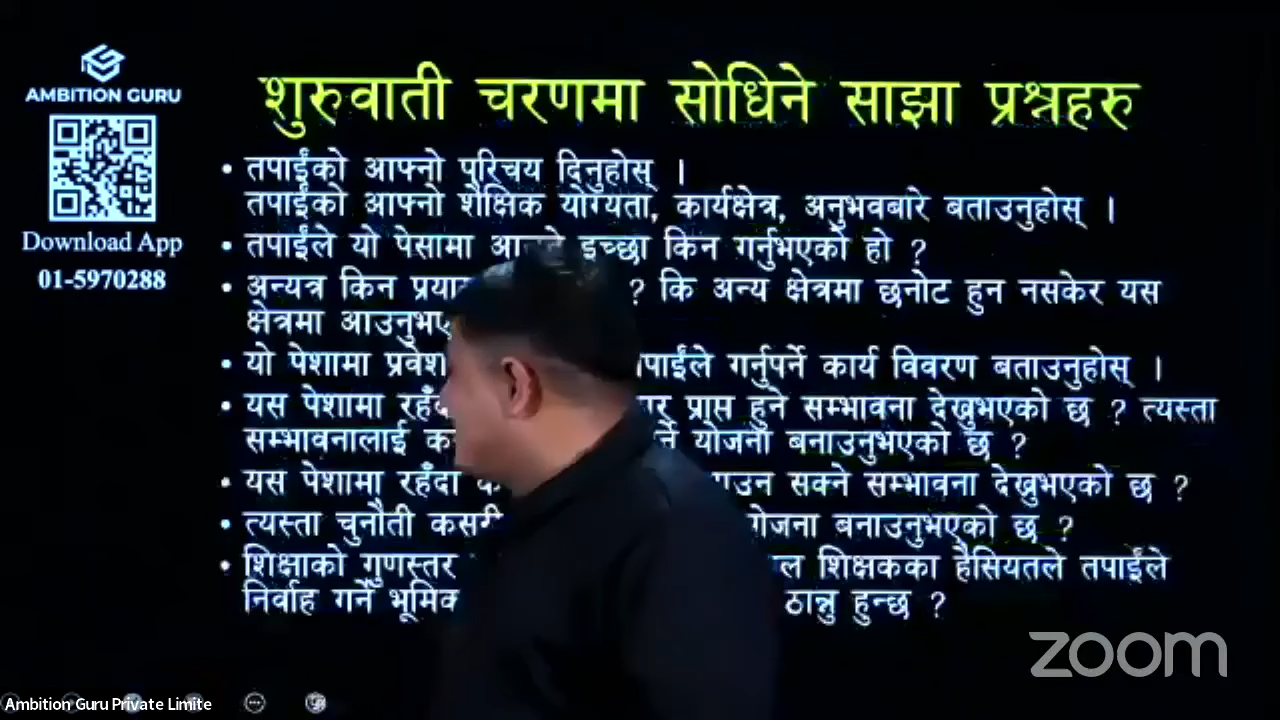 AMBITION GURU
Download App
01-5970288
शुरुवाती चरणमा सोधिने साझा प्रश्नहरु
• तपाईंको आफ्नो परिचय दिनुहोस् ।
तपाईंको आफ्नो शैक्षिक योग्यता, कार्यक्षेत्र, अनुभवबारे बताउनुहोस् ।
• तपाईंले यो पेसामा इच्छा किन गर्नुभएको हो ?
• अन्यत्र किन ? कि अन्य क्षेत्रमा छनोट हुन नसकेर यस
क्षेत्रमा
• यो पेशामा गर्नुपर्ने कार्य विवरण बताउनुहोस् ।
• यस पेशामा प्राप्त हुने सम्भावना देख्नुभएको छ ? त्यस्ता
सम्भावनालाई योजना बनाउनुभएको छ ?
• यस पेशामा रहँदा सक्ने सम्भावना देख्नुभएको छ ?
• त्यस्ता चुनौती बनाउनुभएको छ ?
• शिक्षाको गुणस्तर शिक्षकका हैसियतले तपाईंले
निर्वाह गर्ने ठान्नु हुन्छ ?
zoom
Ambition Guru Private Limite